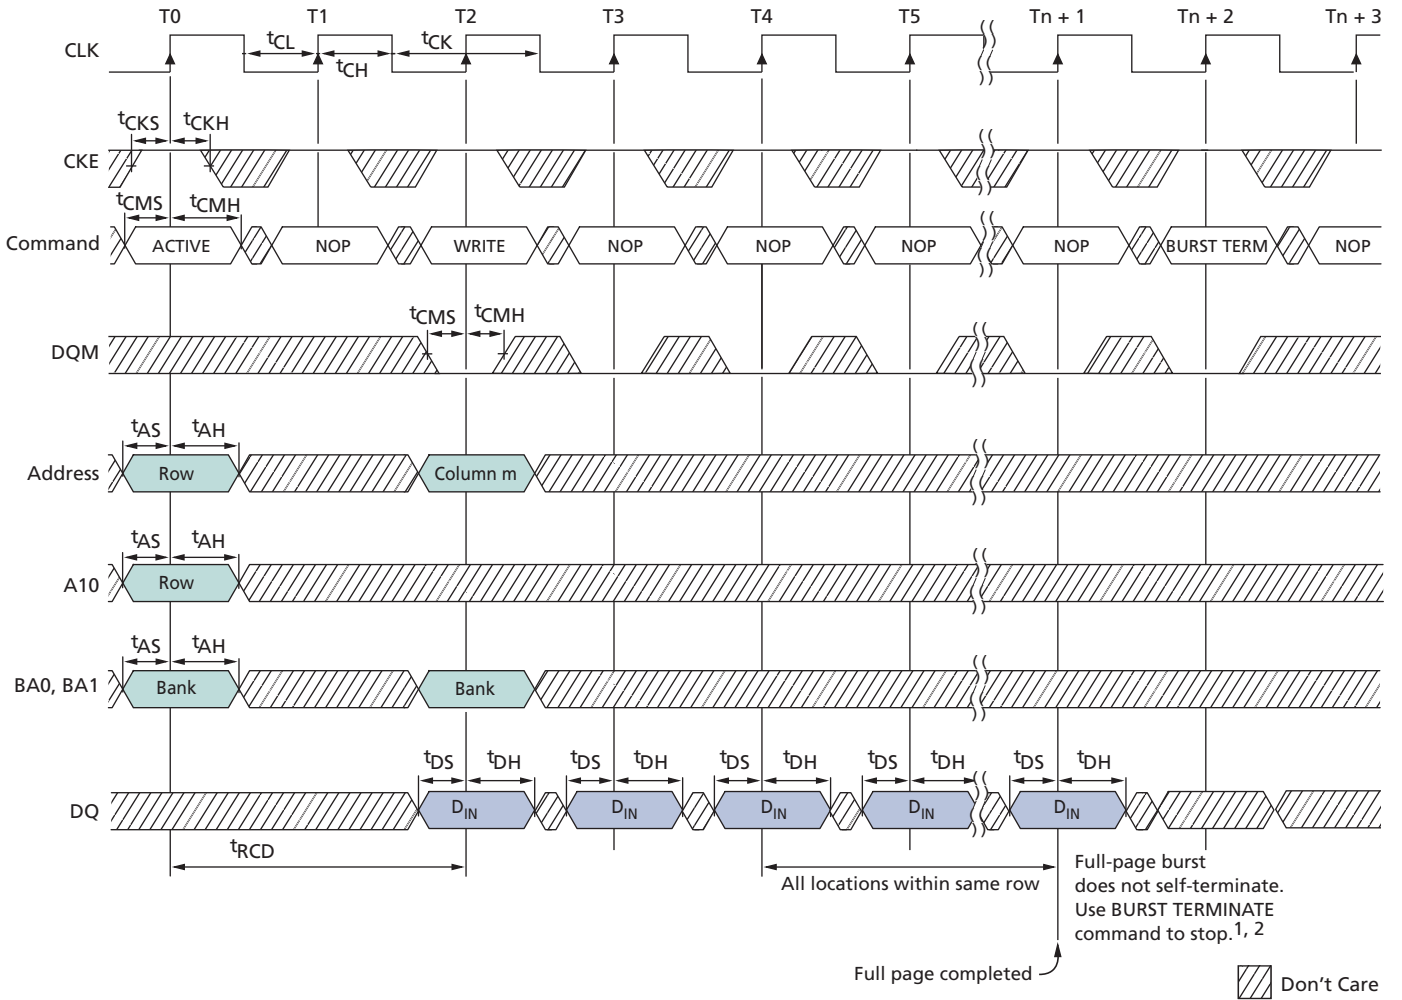 T0 T1 T2 T3 T4 T5 Tn + 1 Tn + 2 Tn + 3
CLK
tCL tCK
tCH
tCKS tCKH
CKE
tCMS tCMH
Command ACTIVE NOP WRITE NOP NOP NOP NOP BURST TERM NOP
tCMS tCMH
DQM
tAS tAH
Address Row Column m
tAS tAH
A10 Row
tAS tAH
BA0, BA1 Bank Bank
tDS tDH tDS tDH tDS tDH tDS tDH tDS tDH
DQ DIN DIN DIN DIN DIN
tRCD
All locations within same row
Full-page burst
does not self-terminate.
Use BURST TERMINATE
command to stop.1, 2
Full page completed
Don't Care